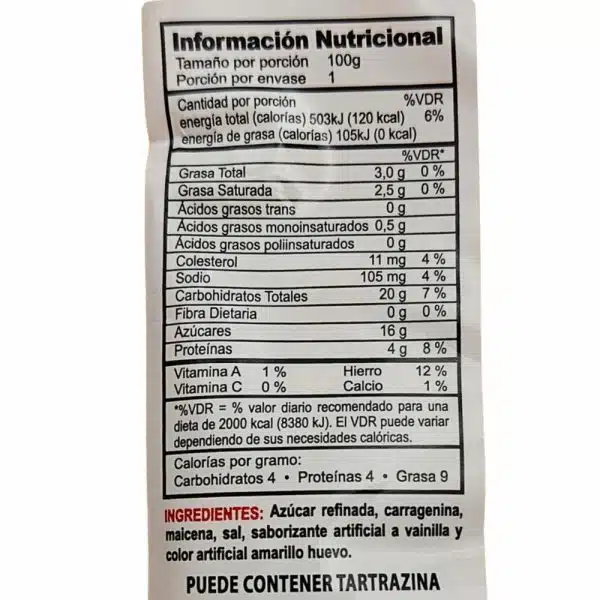 Información Nutricional
Tamaño por porción 100g
Porción por envase 1
Cantidad por porción %VDR
energía total (calorías) 503kJ (120 kcal) 6%
energía de grasa (calorías) 105kJ (0 kcal)
%VDR*
Grasa Total 3,0 g 0 %
Grasa Saturada 2,5 g 0 %
Ácidos grasos trans 0 g
Ácidos grasos monoinsaturados 0,5 g
Ácidos grasos poliinsaturados 0 g
Colesterol 11 mg 4 %
Sodio 105 mg 4 %
Carbohidratos Totales 20 g 7 %
Fibra Dietaria 0 g 0 %
Azúcares 16 g
Proteínas 4 g 8 %
Vitamina A 1 % Hierro 12 %
Vitamina C 0 % Calcio 1 %
*%VDR = % valor diario recomendado para una
dieta de 2000 kcal (8380 kJ). El VDR puede variar
dependiendo de sus necesidades calóricas.
Calorías por gramo:
Carbohidratos 4 • Proteínas 4 • Grasa 9
INGREDIENTES: Azúcar refinada, carragenina,
maicena, sal, saborizante artificial a vainilla y
color artificial amarillo huevo.
PUEDE CONTENER TARTRAZINA